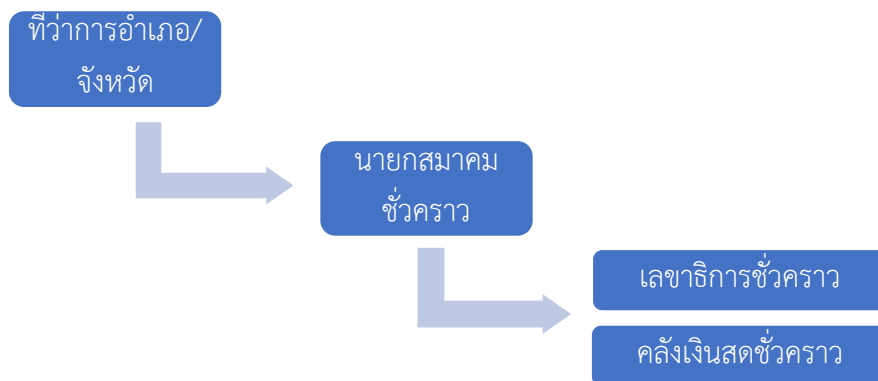 ที่ว่าการอำเภอ/
จังหวัด
นายกสมาคม
ชั่วคราว
เลขาธิการชั่วคราว
คลังเงินสดชั่วคราว